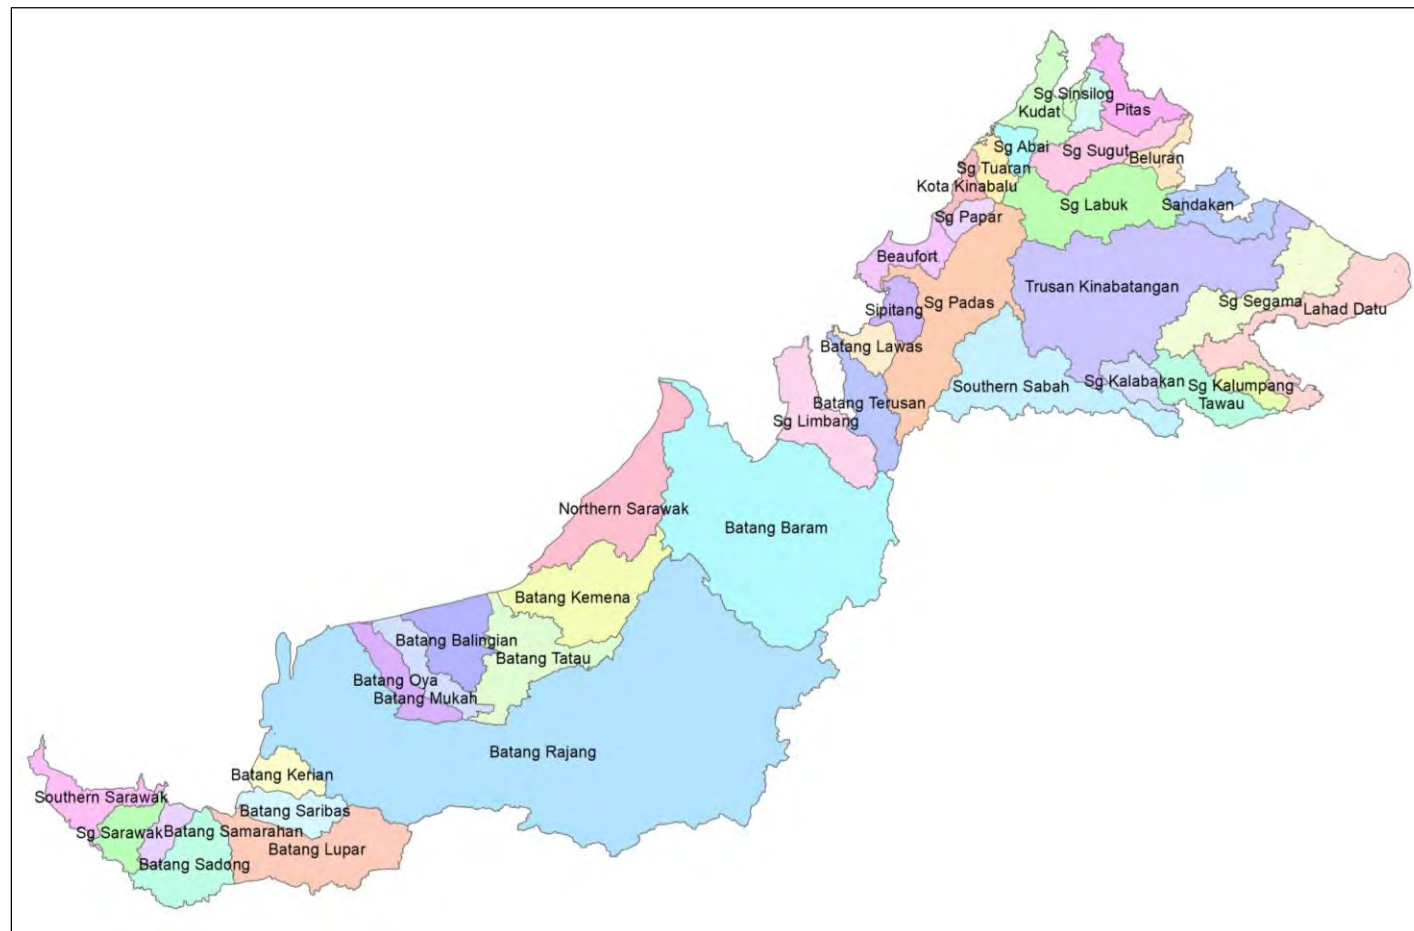 Sg Sinsilog
Kudat
Pitas
Sg Abai
Sg Sugut
Beluran
Sg Tuaran
Kota Kinabalu
Sg Labuk
Sandakan
Sg Papar
Beaufort
Trusan Kinabatangan
Sg Segama
Sipitang
Sg Padas
Lahad Datu
Batang Lawas
Southern Sabah
Sg Kalabakan
Sg Kalumpang
Batang Terusan
Tawau
Sg Limbang
Northern Sarawak
Batang Baram
Batang Kemena
Batang Balingian
Batang Tatau
Batang Oya
Batang Mukah
Batang Rajang
Batang Kerian
Southern Sarawak
Batang Saribas
Sg Sarawak
Batang Samarahan
Batang Lupar
Batang Sadong